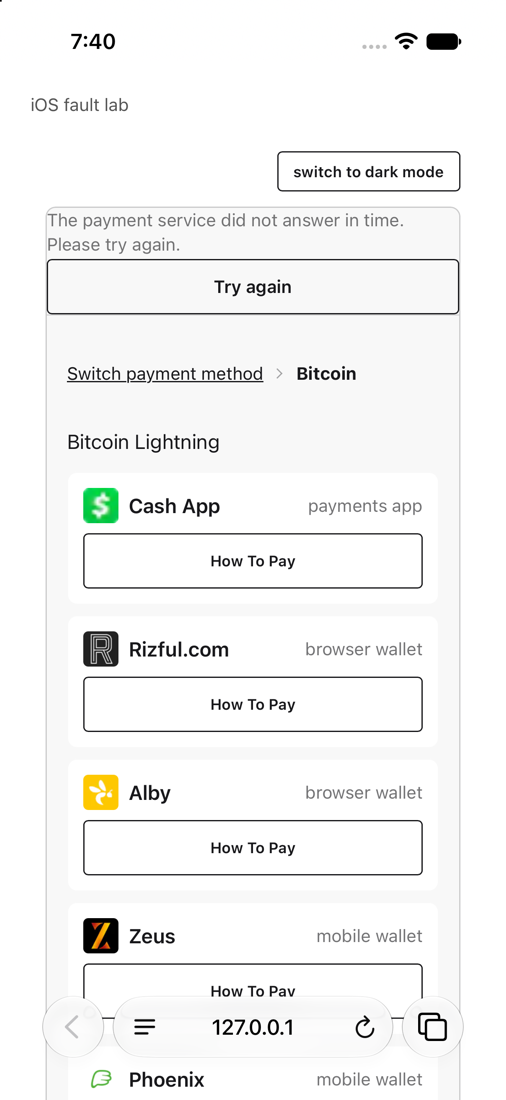 7:40
iOS fault lab
switch to dark mode
The payment service did not answer in time.
Please try again.
Try again
Switch payment method > Bitcoin
Bitcoin Lightning
Cash App payments app
How To Pay
Rizful.com browser wallet
How To Pay
Alby browser wallet
How To Pay
Zeus mobile wallet
How To Pay
127.0.0.1
Phoenix mobile wallet